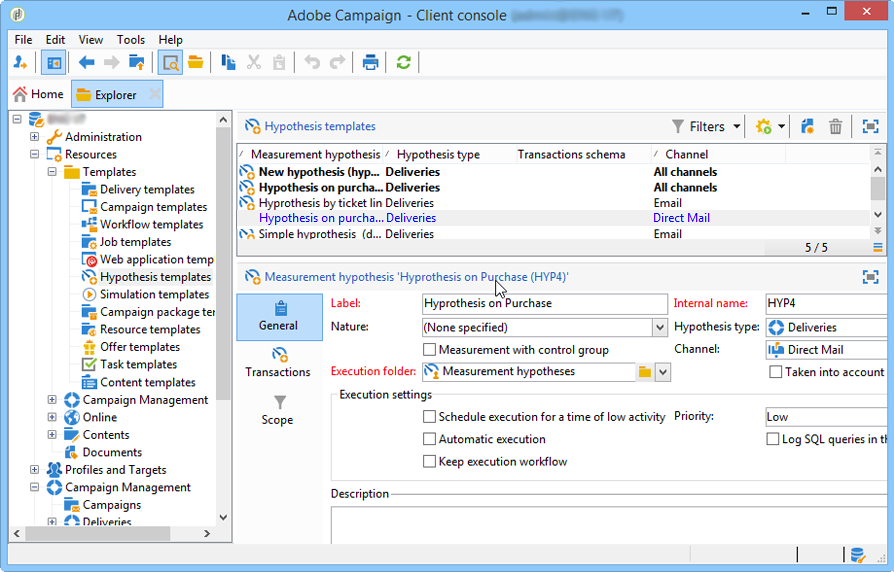 Adobe Campaign - Client console
File Edit View Tools Help
Home Explorer
Administration
Resources
Templates
Delivery templates
Campaign templates
Workflow templates
Job templates
Web application temp
Hypothesis templates
Simulation templates
Campaign package ter
Resource templates
Offer templates
Task templates
Content templates
Campaign Management
Online
Contents
Documents
Profiles and Targets
Campaign Management
Campaigns
Deliveries
Hypothesis templates Filters
Measurement hypothesis Hypothesis type Transactions schema Channel
New hypothesis (hyp... Deliveries All channels
Hypothesis on purcha... Deliveries All channels
Hyprothesis by ticket lin Deliveries Email
Hypothesis on purcha... Deliveries Direct Mail
Simple hyprothesis (d... Deliveries Email
5 / 5
Measurement hypothesis 'Hyprothesis on Purchase (HYP4)'
General
Transactions
Scope
Label: Hyprothesis on Purchase Internal name: HYP4
Nature: (None specified) Hypothesis type: Deliveries
Measurement with control group Channel: Direct Mail
Execution folder: Measurement hypotheses Taken into account
Execution settings
Schedule execution for a time of low activity Priority: Low
Automatic execution Log SQL queries in th
Keep execution workflow
Description